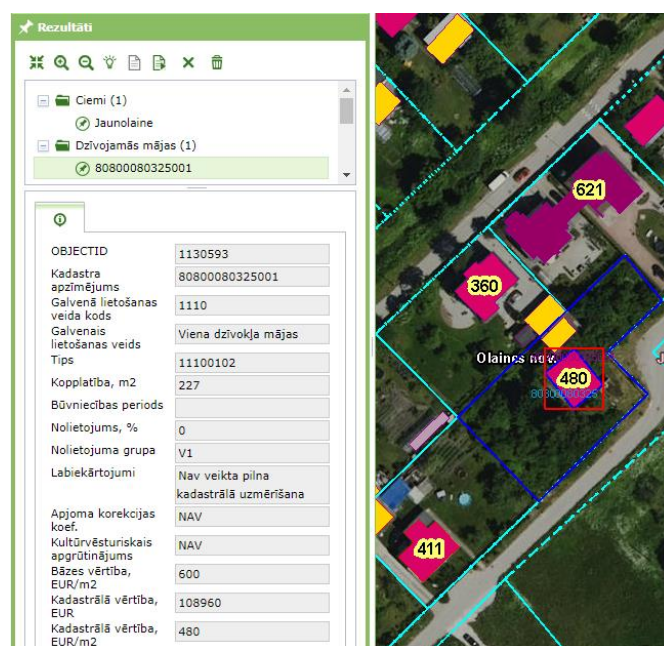 Rezultāti
Ciemi (1)
Jaunolaine
Dzīvojamās mājas (1)
80800080325001
OBJECTID 1130593
Kadastra
apzīmējums 80800080325001
Galvenā lietošanas
veida kods 1110
Galvenais
lietošanas veids Viena dzīvokļa mājas
Tips 11100102
Kopplatība, m2 227
Būvniecības periods
Nolietojums, % 0
Nolietojuma grupa V1
Labiekārtojumi Nav veikta pilna
kadastrālā uzmērīšana
Apjoma korekcijas
koef. NAV
Kultūrvēsturiskais
apgrūtinājums NAV
Bāzes vērtība,
EUR/m2 600
Kadastrālā vērtība,
EUR 108960
Kadastrālā vērtība,
EUR/m2 480
621
360
Olaines nov.
J
480
411